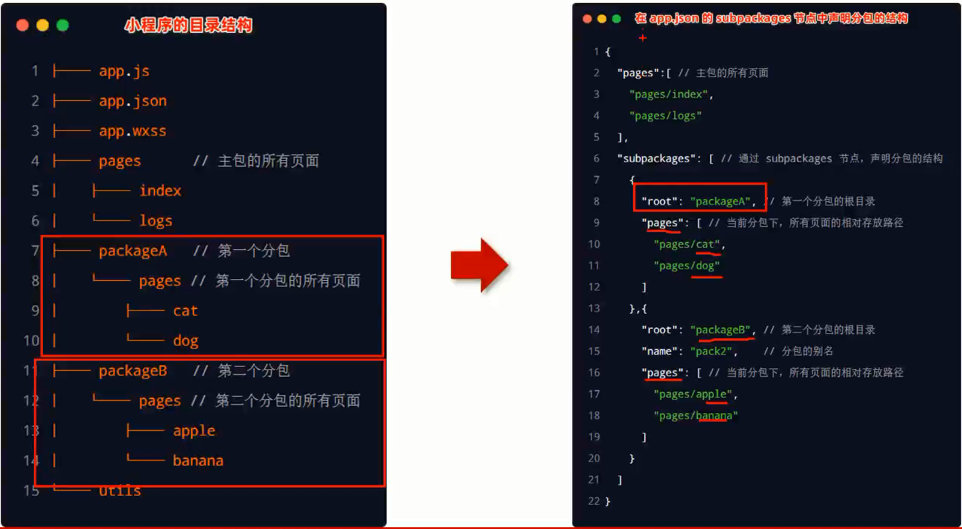 小程序的目录结构
1 ├── app.js
2 ├── app.json
3 ├── app.wxss
4 ├── pages // 主包的所有页面
5 │ ├── index
6 │ └── logs
7 ├── packageA // 第一个分包
8 │ └── pages // 第一个分包的所有页面
9 │ ├── cat
10 │ └── dog
11 ├── packageB // 第二个分包
12 │ └── pages // 第二个分包的所有页面
13 │ ├── apple
14 │ └── banana
15 └── utils
在 app.json 的 subpackages 节点中声明分包的结构
1 {
2 "pages":[ // 主包的所有页面
3 "pages/index",
4 "pages/logs"
5 ],
6 "subpackages": [ // 通过 subpackages 节点，声明分包的结构
7 {
8 "root": "packageA", // 第一个分包的根目录
9 "pages": [ // 当前分包下，所有页面的相对存放路径
10 "pages/cat",
11 "pages/dog"
12 ]
13 },{
14 "root": "packageB", // 第二个分包的根目录
15 "name": "pack2", // 分包的别名
16 "pages": [ // 当前分包下，所有页面的相对存放路径
17 "pages/apple",
18 "pages/banana"
19 ]
20 }
21 ]
22 }